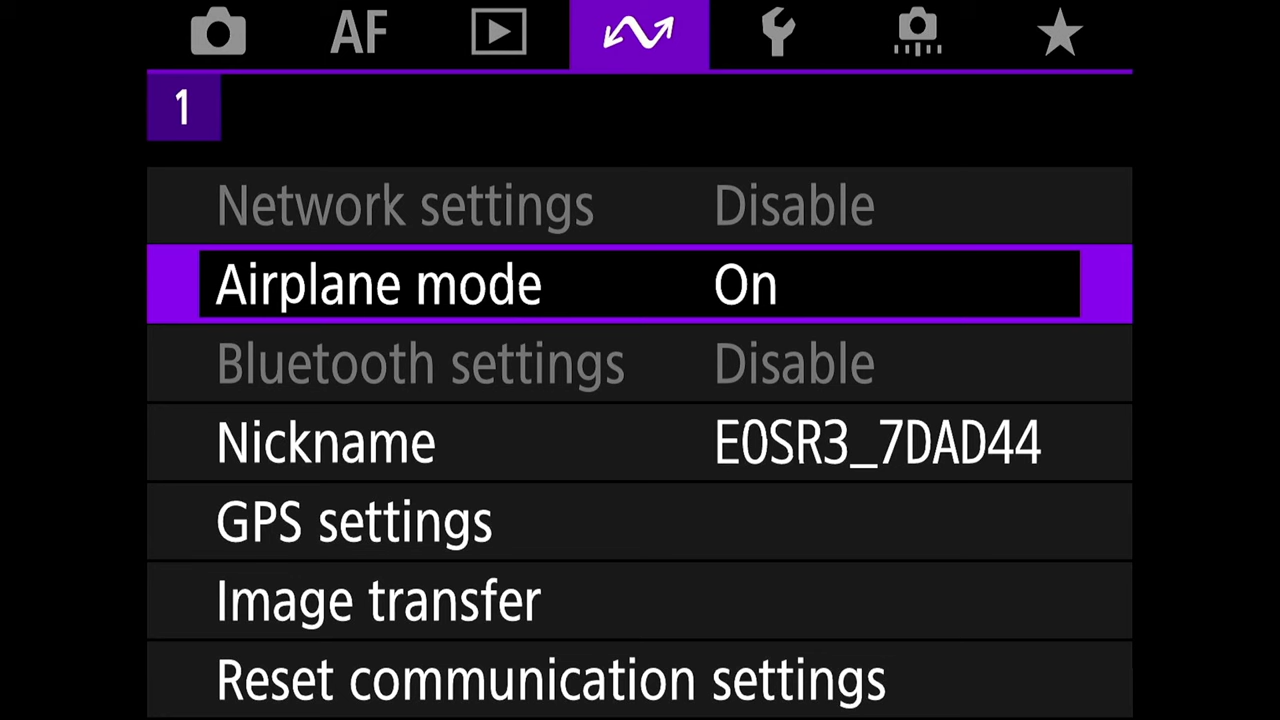 AF
1
Network settings Disable
Airplane mode On
Bluetooth settings Disable
Nickname E0SR3_7DAD44
GPS settings
Image transfer
Reset communication settings